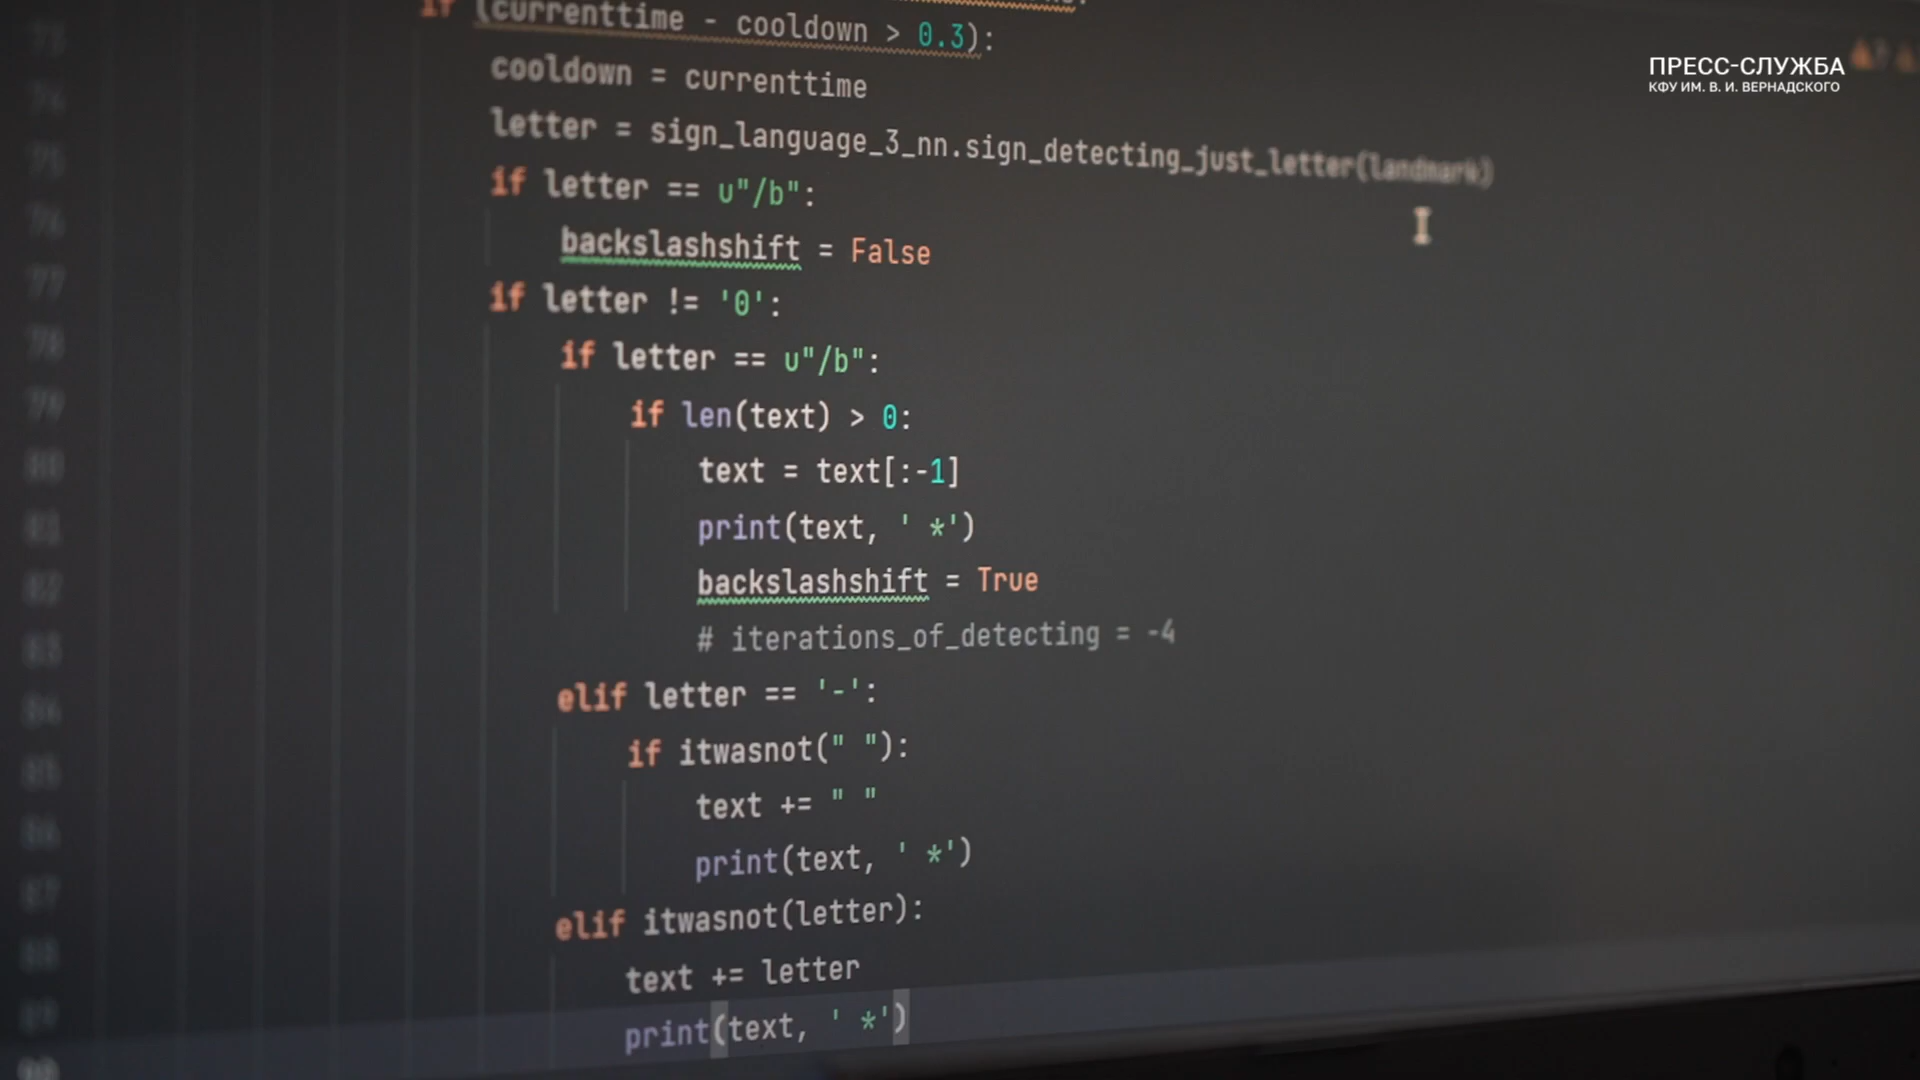 if (currenttime - cooldown > 0.3):
ПРЕСС-СЛУЖБА
КФУ ИМ. В. И. ВЕРНАДСКОГО
cooldown = currenttime
letter = sign_language_3_nn.sign_detecting_just_letter(landmark)
if letter == u"/b":
backslashshift = False
if letter != '0':
if letter == u"/b":
if len(text) > 0:
text = text[:-1]
print(text, ' *')
backslashshift = True
# iterations_of_detecting = -4
elif letter == '-':
if itwasnot(" "):
text += " "
print(text, ' *')
elif itwasnot(letter):
text += letter
print(text, ' *')